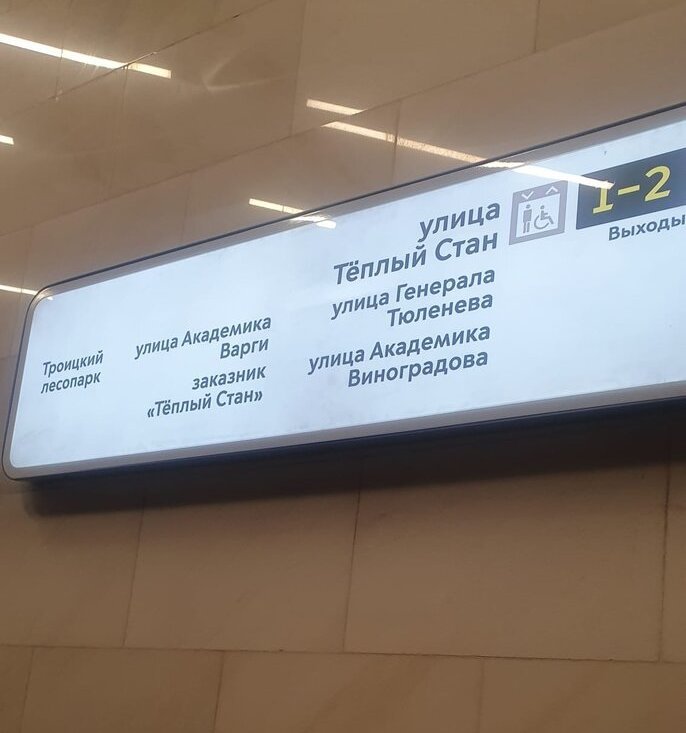 Троицкий
лесопарк
улица Академика
Варги
заказник
«Тёплый Стан»
улица
Тёплый Стан
улица Генерала
Тюленева
улица Академика
Виноградова
1–2
Выходы